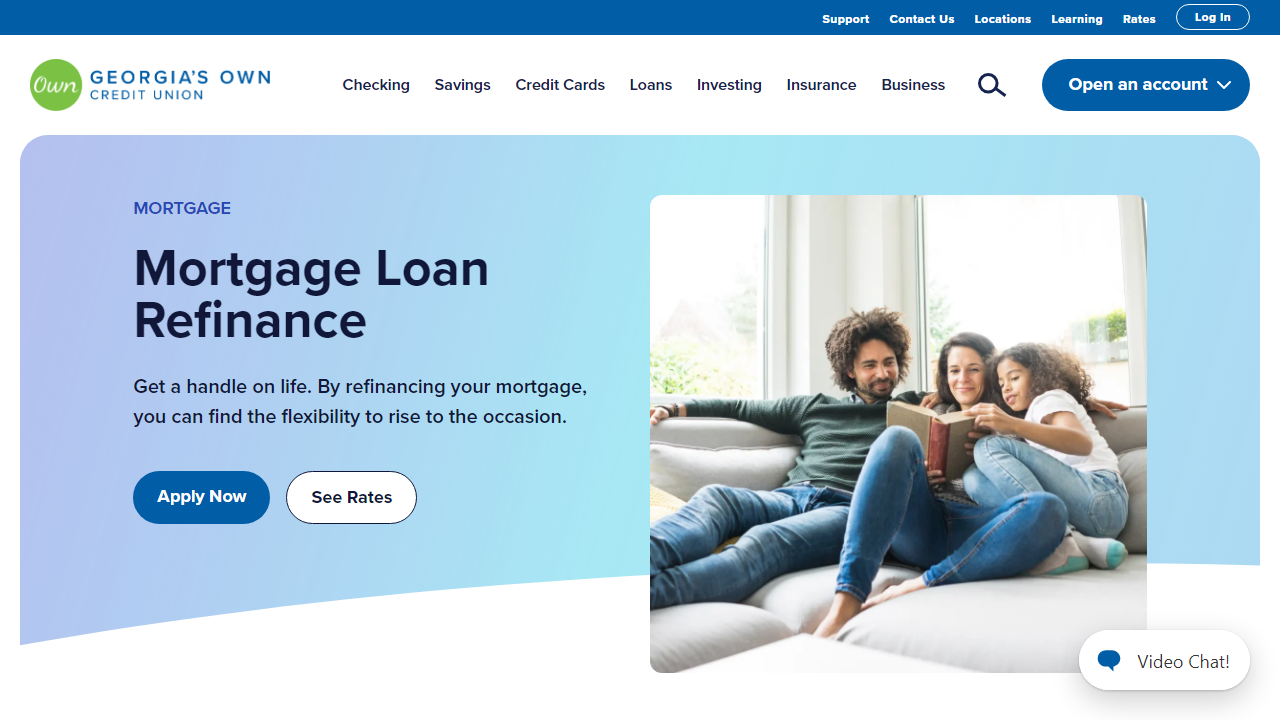 Support Contact Us Locations Learning Rates Log In
Own GEORGIA'S OWN
CREDIT UNION
Checking Savings Credit Cards Loans Investing Insurance Business Open an account
MORTGAGE
Mortgage Loan
Refinance
Get a handle on life. By refinancing your mortgage,
you can find the flexibility to rise to the occasion.
Apply Now See Rates
Video Chat!